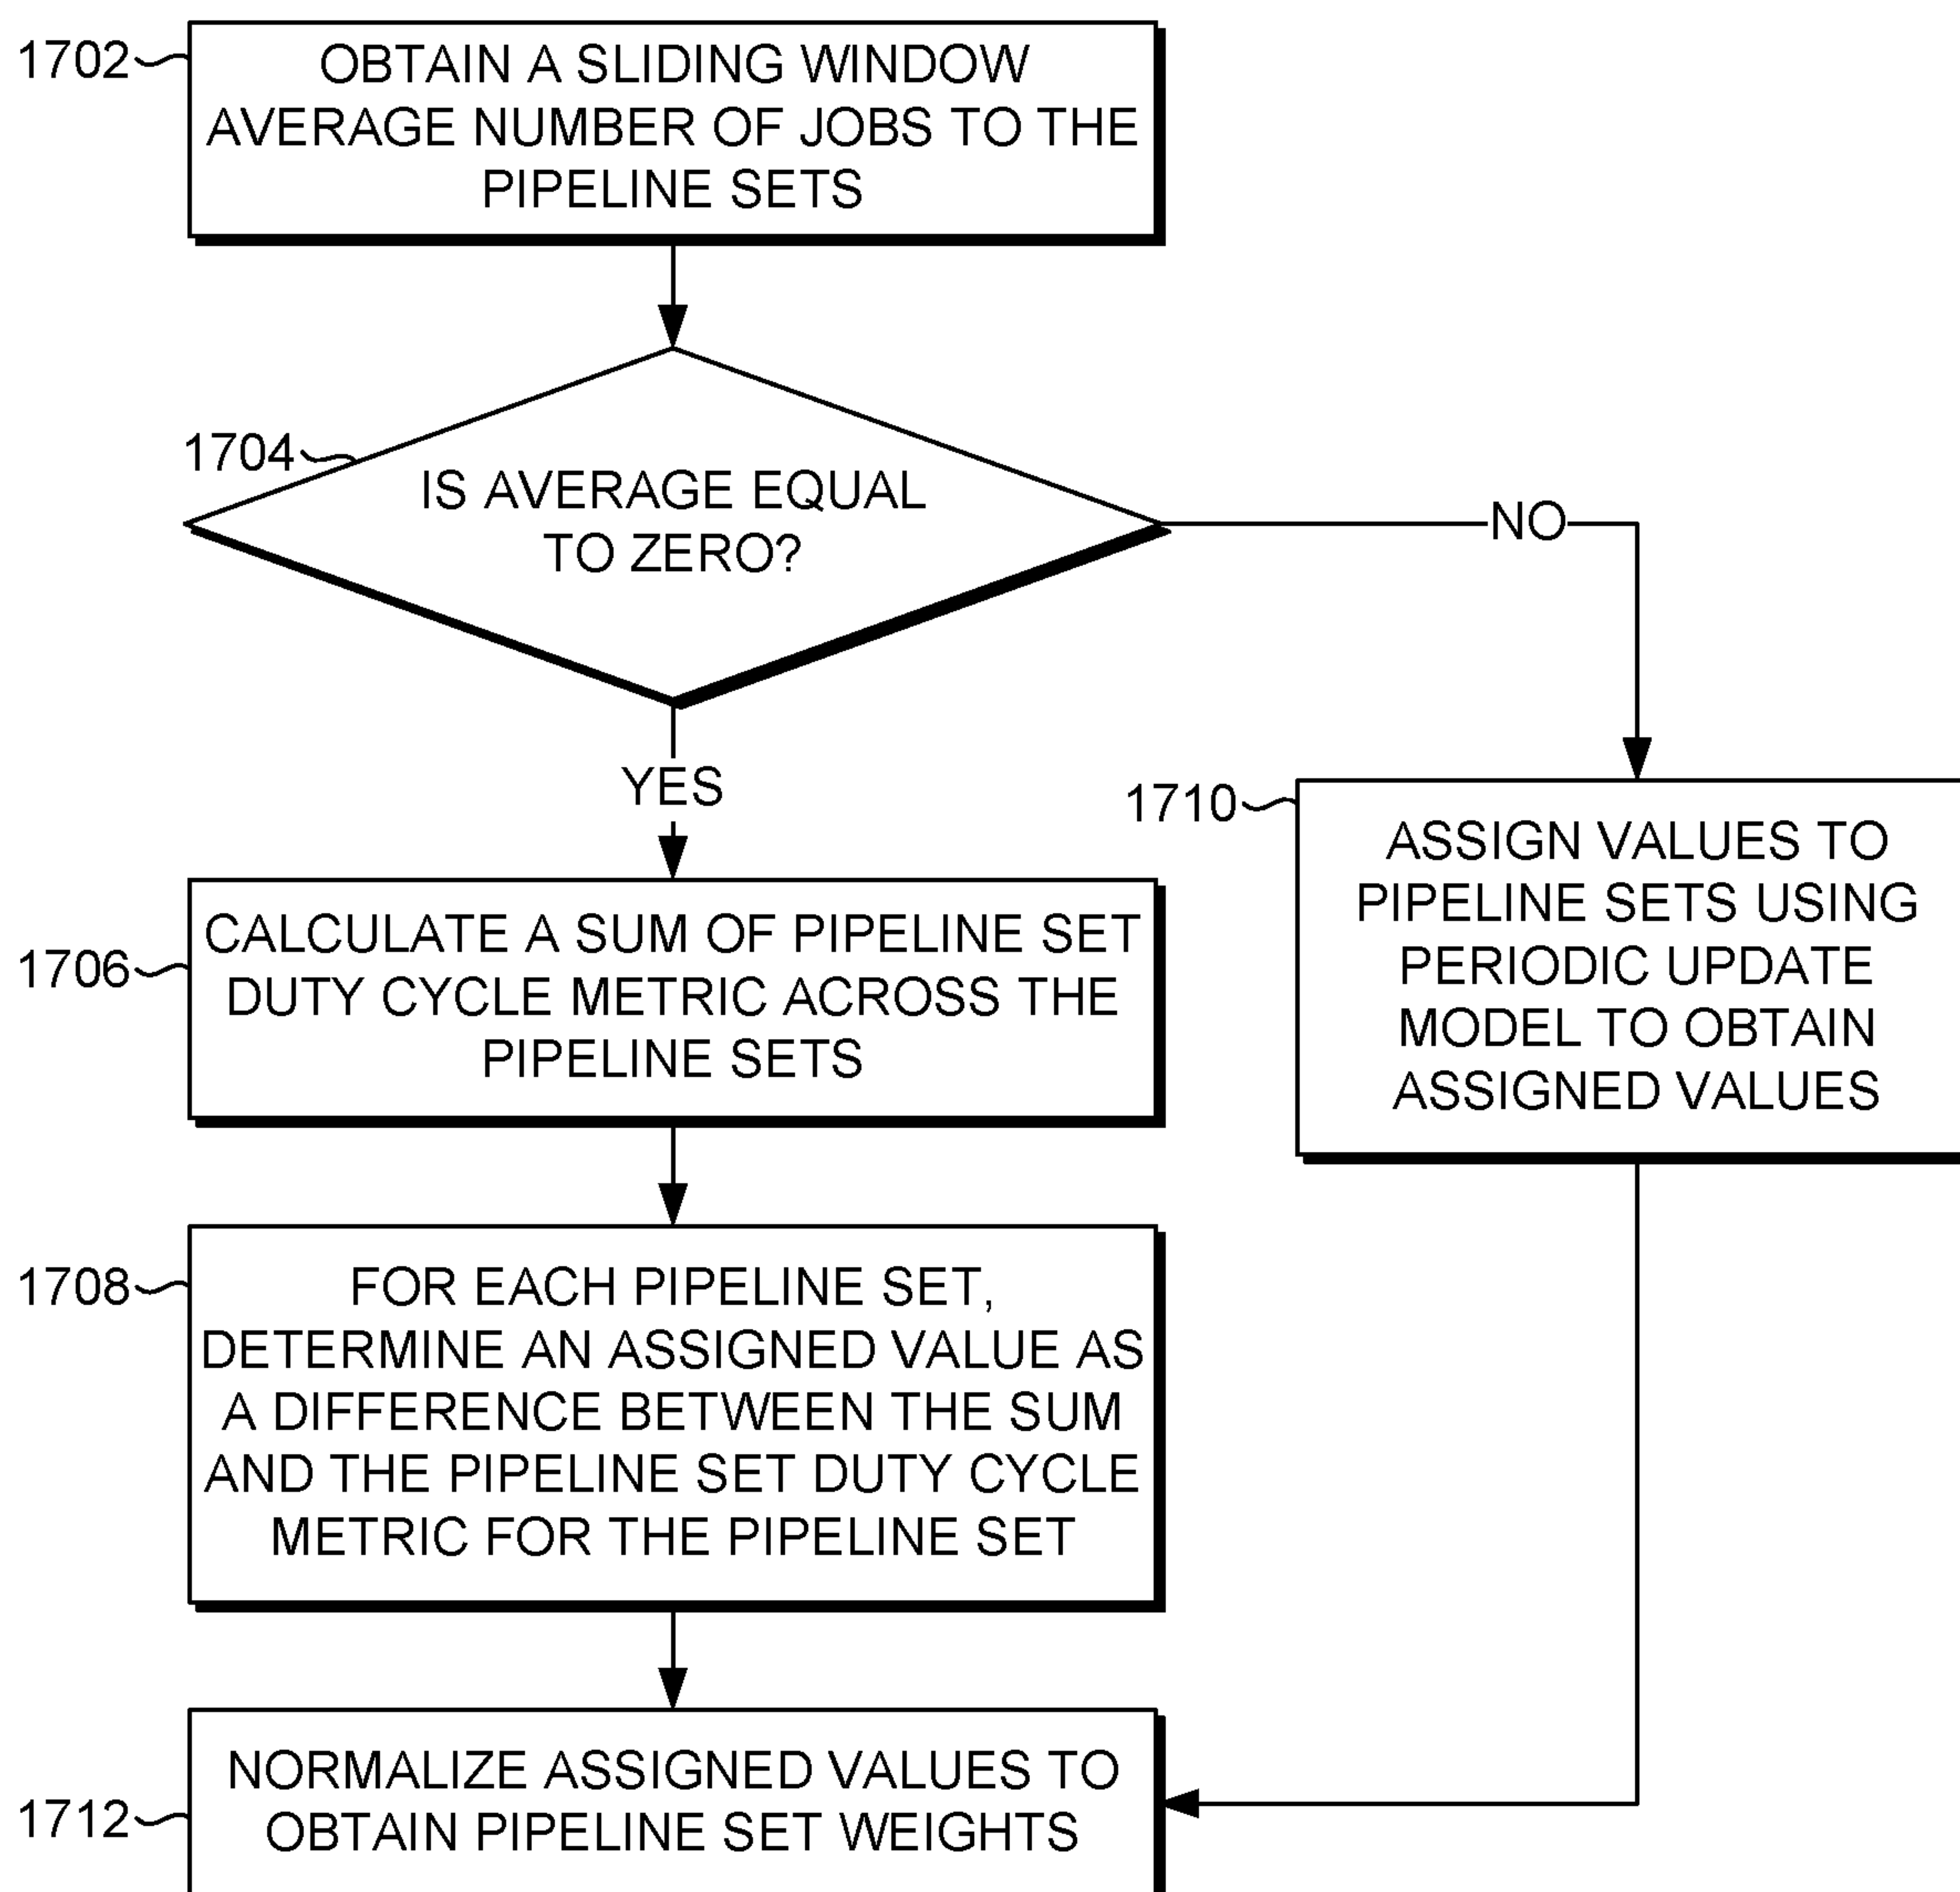 1702
OBTAIN A SLIDING WINDOW
AVERAGE NUMBER OF JOBS TO THE
PIPELINE SETS
1704
IS AVERAGE EQUAL
TO ZERO?
NO
YES
1706
CALCULATE A SUM OF PIPELINE SET
DUTY CYCLE METRIC ACROSS THE
PIPELINE SETS
1710
ASSIGN VALUES TO
PIPELINE SETS USING
PERIODIC UPDATE
MODEL TO OBTAIN
ASSIGNED VALUES
1708
FOR EACH PIPELINE SET,
DETERMINE AN ASSIGNED VALUE AS
A DIFFERENCE BETWEEN THE SUM
AND THE PIPELINE SET DUTY CYCLE
METRIC FOR THE PIPELINE SET
1712
NORMALIZE ASSIGNED VALUES TO
OBTAIN PIPELINE SET WEIGHTS